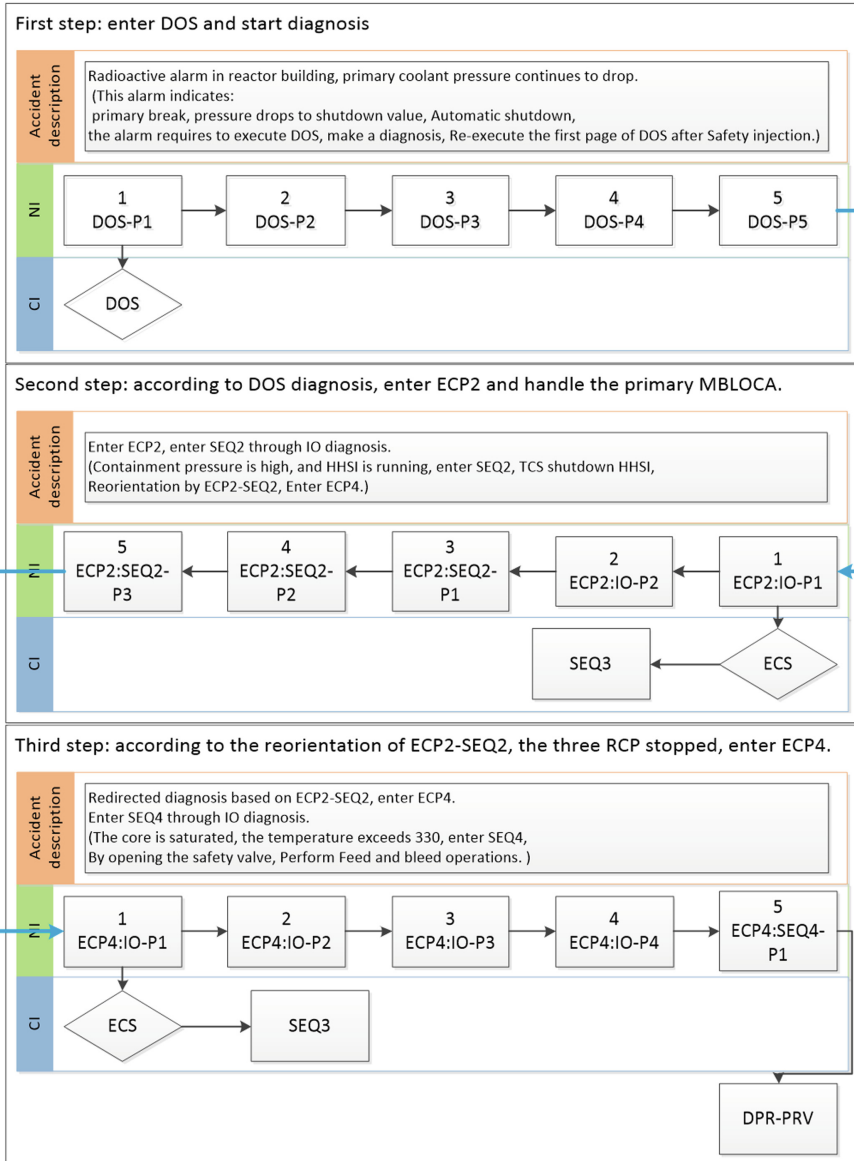 First step: enter DOS and start diagnosis
Accident
description
Radioactive alarm in reactor building, primary coolant pressure continues to drop.
(This alarm indicates:
primary break, pressure drops to shutdown value, Automatic shutdown,
the alarm requires to execute DOS, make a diagnosis, Re-execute the first page of DOS after Safety injection.)
NI
1
DOS-P1
2
DOS-P2
3
DOS-P3
4
DOS-P4
5
DOS-P5
CI
DOS
Second step: according to DOS diagnosis, enter ECP2 and handle the primary MBLOCA.
Accident
description
Enter ECP2, enter SEQ2 through IO diagnosis.
(Containment pressure is high, and HHSI is running, enter SEQ2, TCS shutdown HHSI,
Reorientation by ECP2-SEQ2, Enter ECP4.)
NI
5
ECP2:SEQ2-
P3
4
ECP2:SEQ2-
P2
3
ECP2:SEQ2-
P1
2
ECP2:IO-P2
1
ECP2:IO-P1
CI
SEQ3
ECS
Third step: according to the reorientation of ECP2-SEQ2, the three RCP stopped, enter ECP4.
Accident
description
Redirected diagnosis based on ECP2-SEQ2, enter ECP4.
Enter SEQ4 through IO diagnosis.
(The core is saturated, the temperature exceeds 330, enter SEQ4,
By opening the safety valve, Perform Feed and bleed operations. )
NI
1
ECP4:IO-P1
2
ECP4:IO-P2
3
ECP4:IO-P3
4
ECP4:IO-P4
5
ECP4:SEQ4-
P1
CI
ECS
SEQ3
DPR-PRV